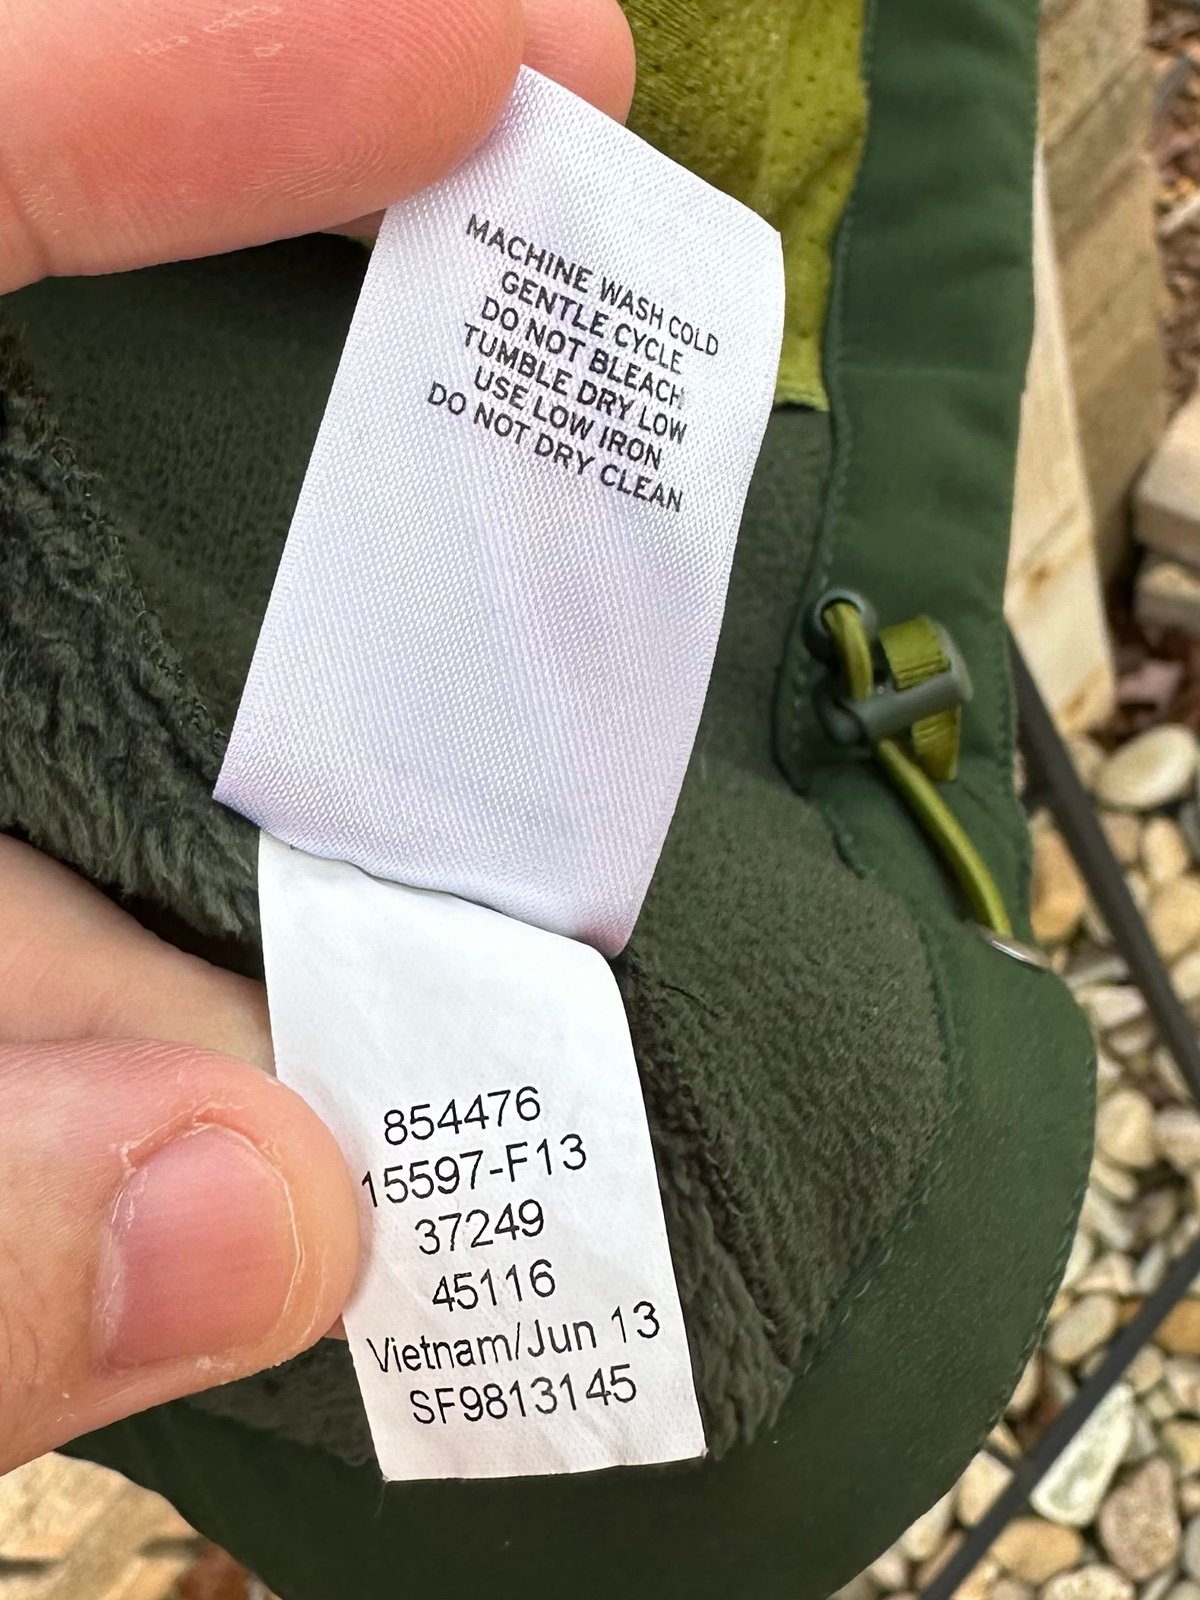 MACHINE WASH COLD
GENTLE CYCLE
DO NOT BLEACH
TUMBLE DRY LOW
USE LOW IRON
DO NOT DRY CLEAN
854476
15597-F13
37249
45116
Vietnam/Jun 13
SF9813145